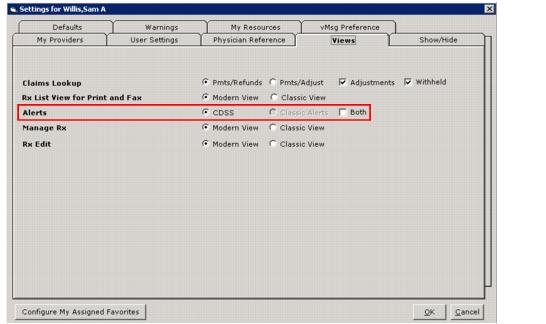 Settings for Willis,Sam A
Defaults Warnings My Resources vMsg Preference
My Providers User Settings Physician Reference Views Show/Hide
Claims Lookup Pmts/Refunds Pmts/Adjust Adjustments Withheld
Rx List View for Print and Fax Modern View Classic View
Alerts CDSS Classic Alerts Both
Manage Rx Modern View Classic View
Rx Edit Modern View Classic View
Configure My Assigned Favorites OK Cancel